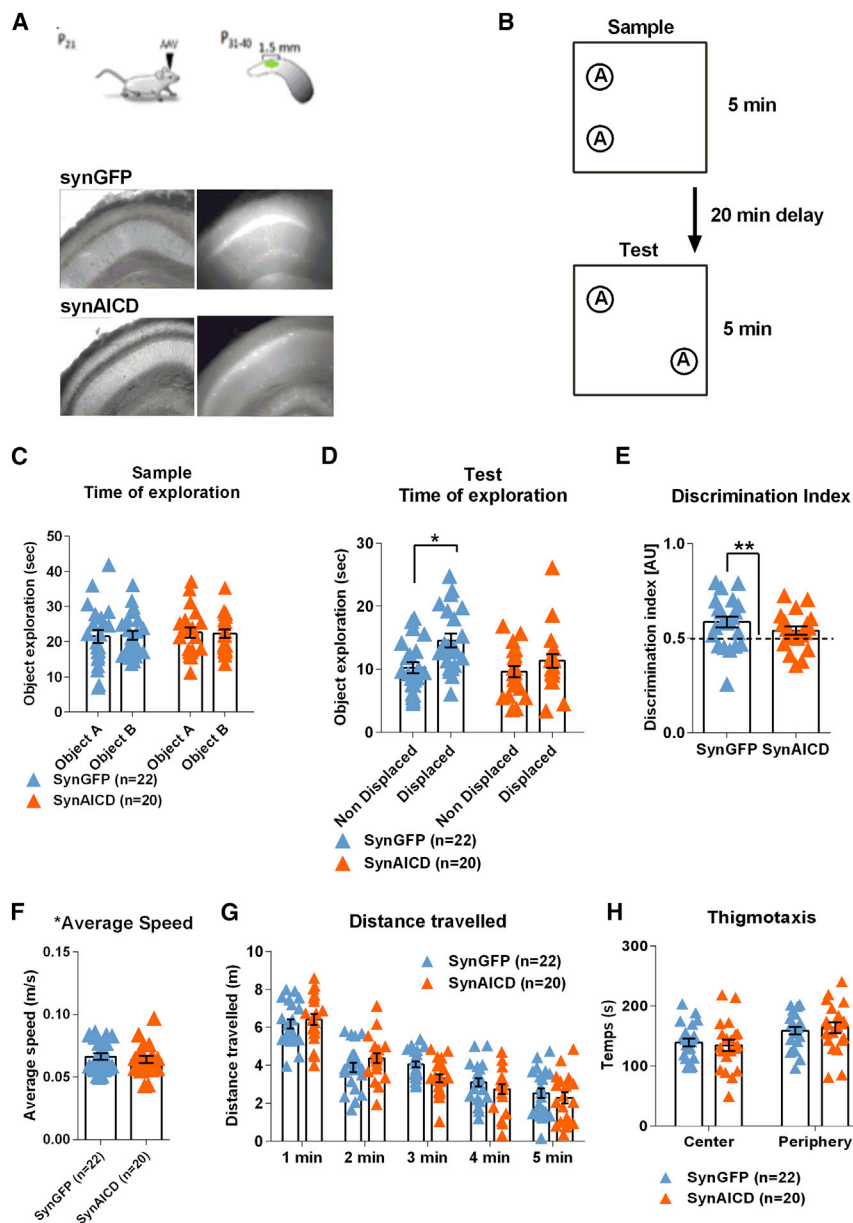 A
P21
AAV
P31-40
1.5 mm
synGFP
synAICD
B
Sample
A
A
5 min
20 min delay
Test
A
A
5 min
C
Sample
Time of exploration
Object exploration (sec)
50
40
30
20
10
0
Object A
Object B
Object A
Object B
SynGFP (n=22)
SynAICD (n=20)
D
Test
Time of exploration
Object exploration (sec)
30
20
10
0
*
Non Displaced
Displaced
Non Displaced
Displaced
SynGFP (n=22)
SynAICD (n=20)
E
Discrimination Index
Discrimination index [AU]
1.0
0.5
0.0
**
SynGFP
SynAICD
F
*Average Speed
Average speed (m/s)
0.15
0.10
0.05
0.00
SynGFP (n=22)
SynAICD (n=20)
G
Distance travelled
Distance travelled (m)
8
6
4
2
0
SynGFP (n=22)
SynAICD (n=20)
1 min
2 min
3 min
4 min
5 min
H
Thigmotaxis
Temps (s)
300
200
100
0
Center
Periphery
SynGFP (n=22)
SynAICD (n=20)